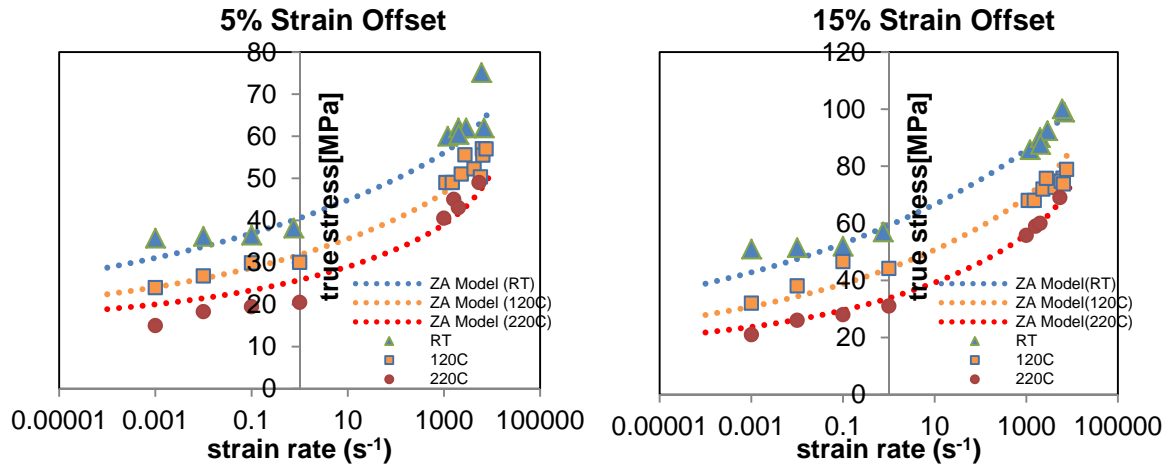 5% Strain Offset
80
70
60
50
40
30
20
10
0
true stress[MPa]
ZA Model (RT)
ZA Model (120C)
ZA Model (220C)
RT
120C
220C
0.00001 0.001 0.1 10 1000 100000
strain rate (s⁻¹)
15% Strain Offset
120
100
80
60
40
20
0
true stress[MPa]
ZA Model(RT)
ZA Model(120C)
ZA Model(220C)
RT
120C
220C
0.00001 0.001 0.1 10 1000 100000
strain rate (s⁻¹)